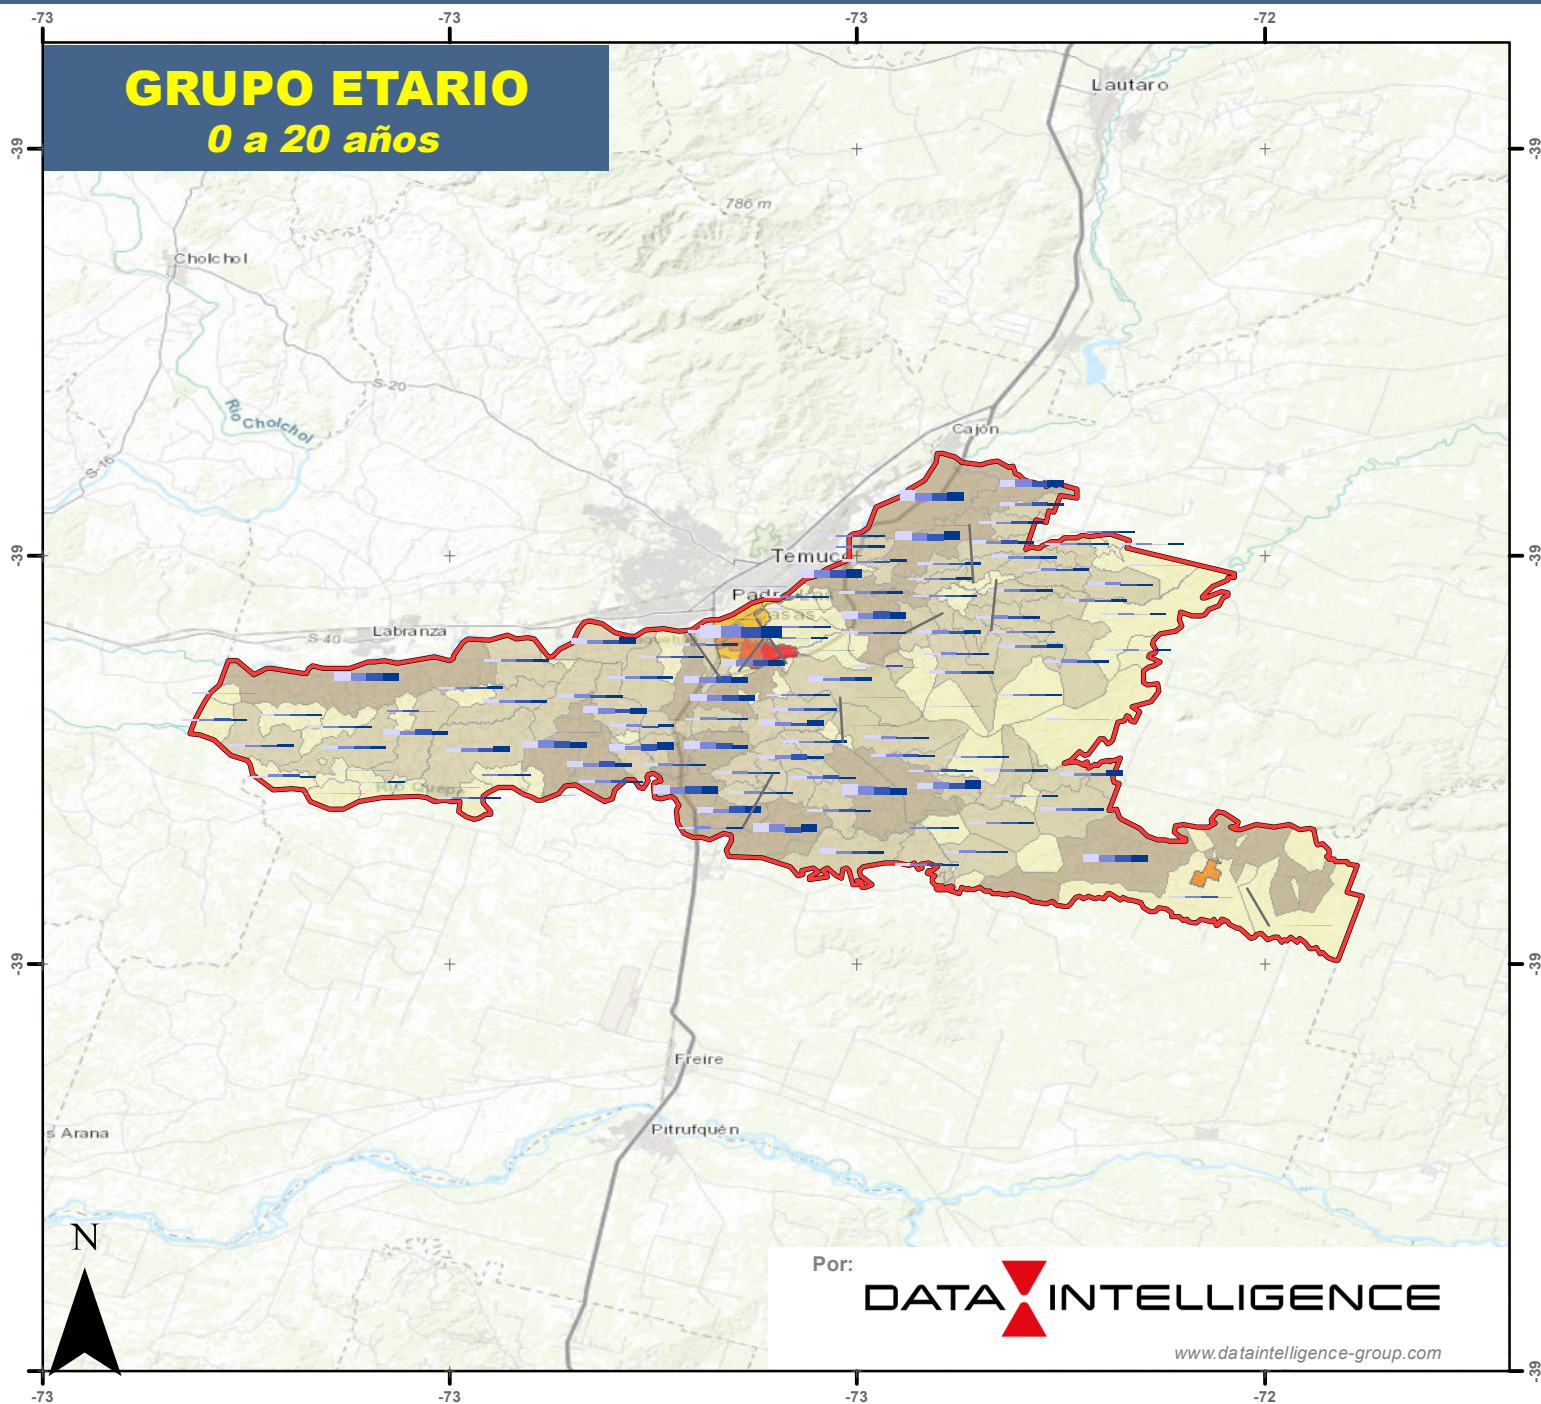 -73
-73
-73
-72
GRUPO ETARIO
0 a 20 años
Lautaro
-39
-39
786 m
Cholchol
S-20
Río Cholchol
Cajón
S-16
-39
-39
Temuco
Labranza
S 40
-39
-39
Freire
Pitrufquén
s Arana
N
Por:
DATA INTELLIGENCE
www.dataintelligence-group.com
-39
-73
-73
-73
-72